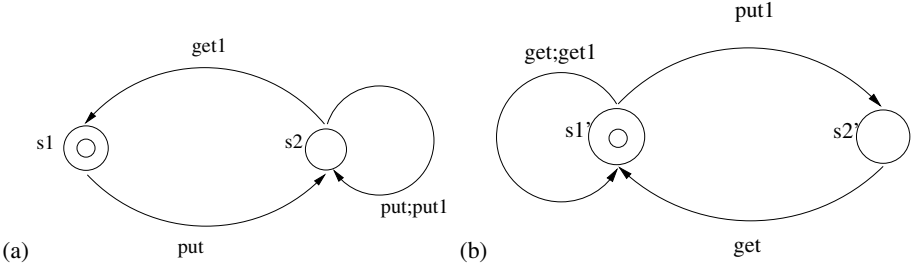 get1
s1
s2
put;put1
put
(a)
put1
get;get1
s1'
s2'
get
(b)